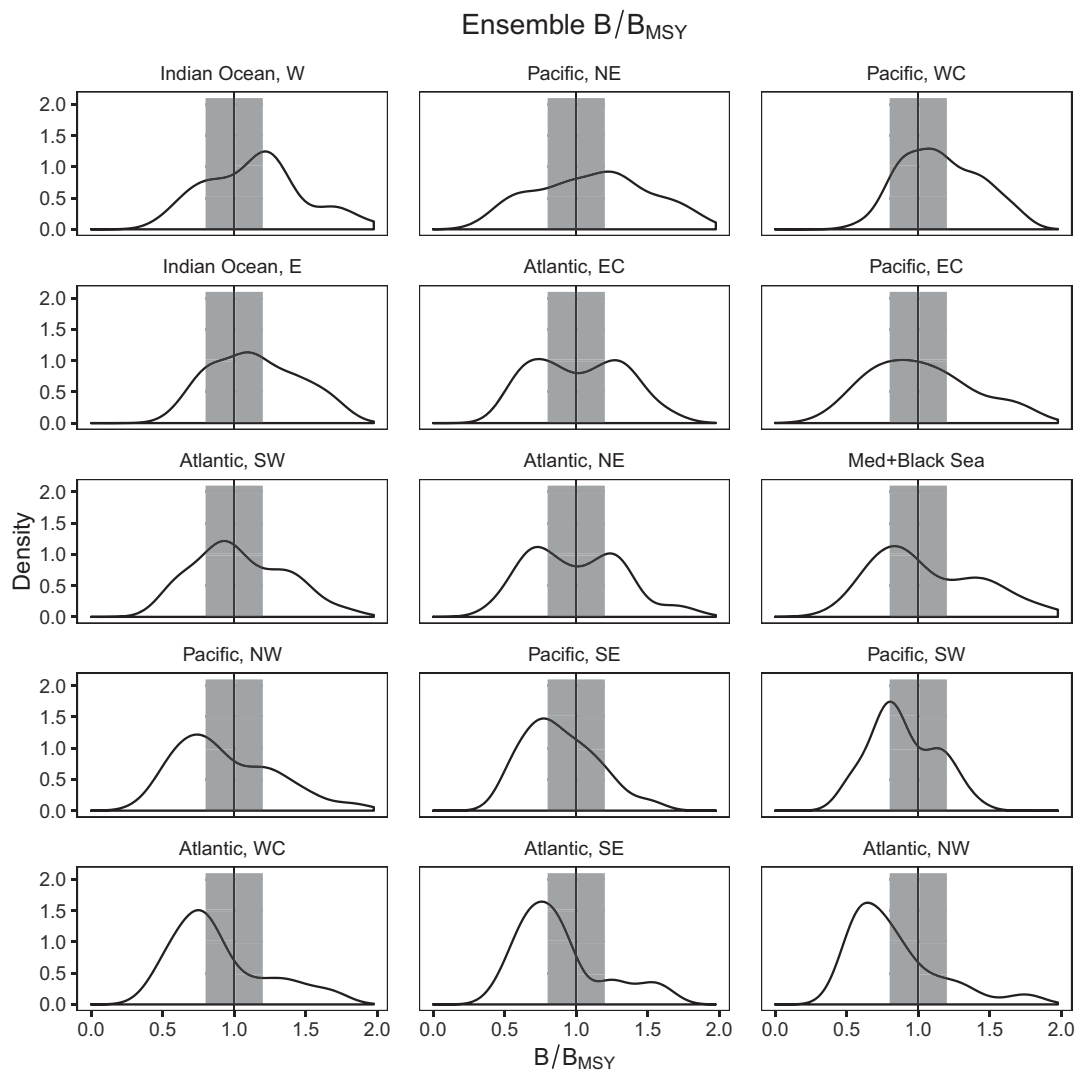 Ensemble B/BMSY
Indian Ocean, W
Pacific, NE
Pacific, WC
2.0
1.5
1.0
0.5
0.0
Indian Ocean, E
Atlantic, EC
Pacific, EC
2.0
1.5
1.0
0.5
0.0
Atlantic, SW
Atlantic, NE
Med+Black Sea
2.0
1.5
1.0
0.5
0.0
Density
Pacific, NW
Pacific, SE
Pacific, SW
2.0
1.5
1.0
0.5
0.0
Atlantic, WC
Atlantic, SE
Atlantic, NW
2.0
1.5
1.0
0.5
0.0
0.0 0.5 1.0 1.5 2.0
0.0 0.5 1.0 1.5 2.0
0.0 0.5 1.0 1.5 2.0
B/BMSY